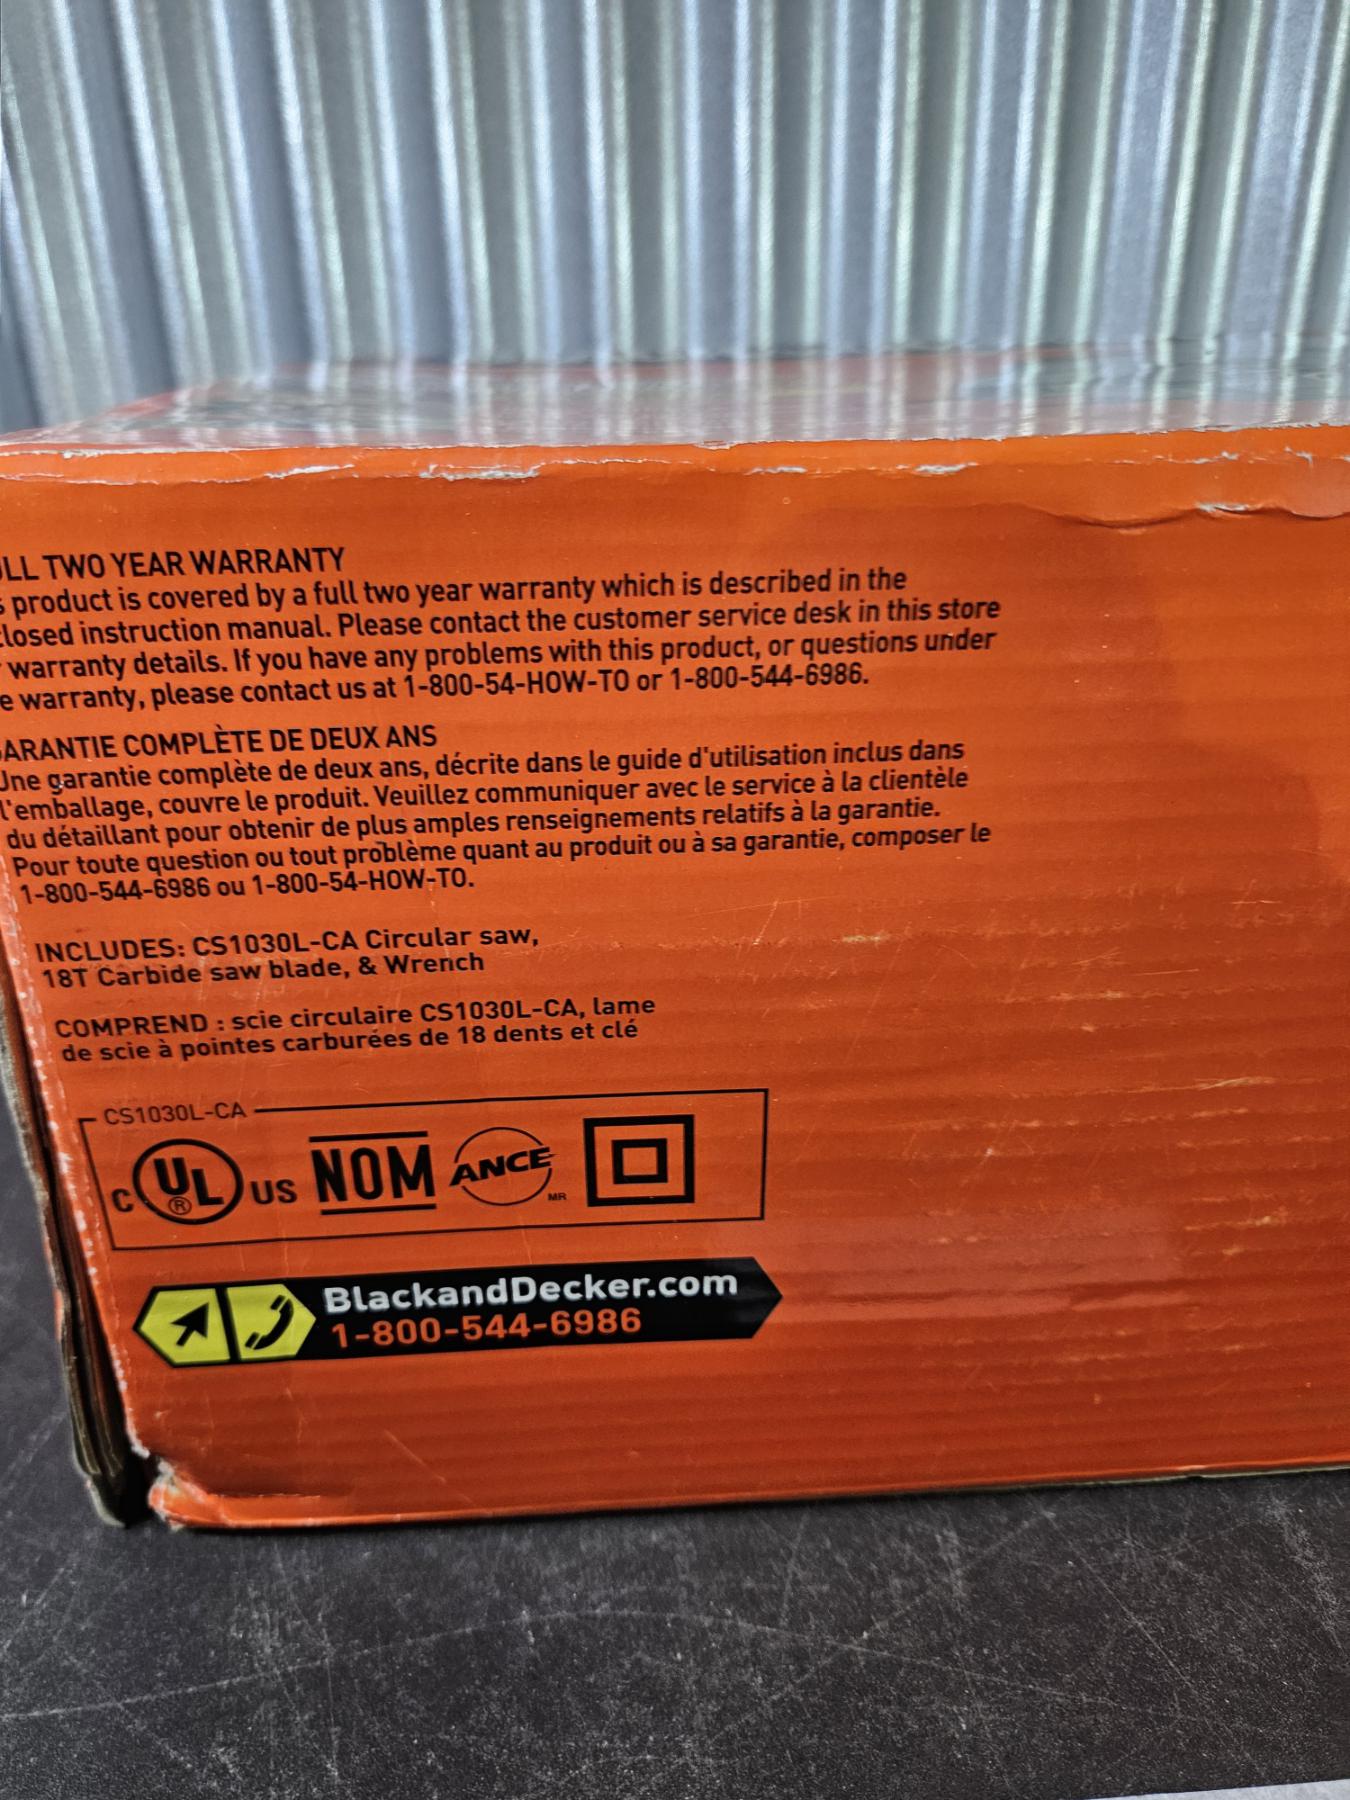 TWO YEAR WARRANTY
product is covered by a full two year warranty which is described in the
instruction manual. Please contact the customer service desk in this store
warranty details. If you have any problems with this product, or questions under
warranty, please contact us at 1-800-54-HOW-TO or 1-800-544-6986.
COMPLÈTE DE DEUX ANS
Une garantie complète de deux ans, décrite dans le guide d'utilisation inclus dans
l'emballage, couvre le produit. Veuillez communiquer avec le service à la clientèle
du détaillant pour obtenir de plus amples renseignements relatifs à la garantie.
Pour toute question ou tout problème quant au produit ou à sa garantie, composer le
1-800-544-6986 ou 1-800-54-HOW-TO.
INCLUDES: CS1030L-CA Circular saw,
18T Carbide saw blade, & Wrench
COMPREND : scie circulaire CS1030L-CA, lame
de scie à pointes carburées de 18 dents et clé
CS1030L-CA
C UL ® US NOM ANCE MR
BlackandDecker.com
1-800-544-6986